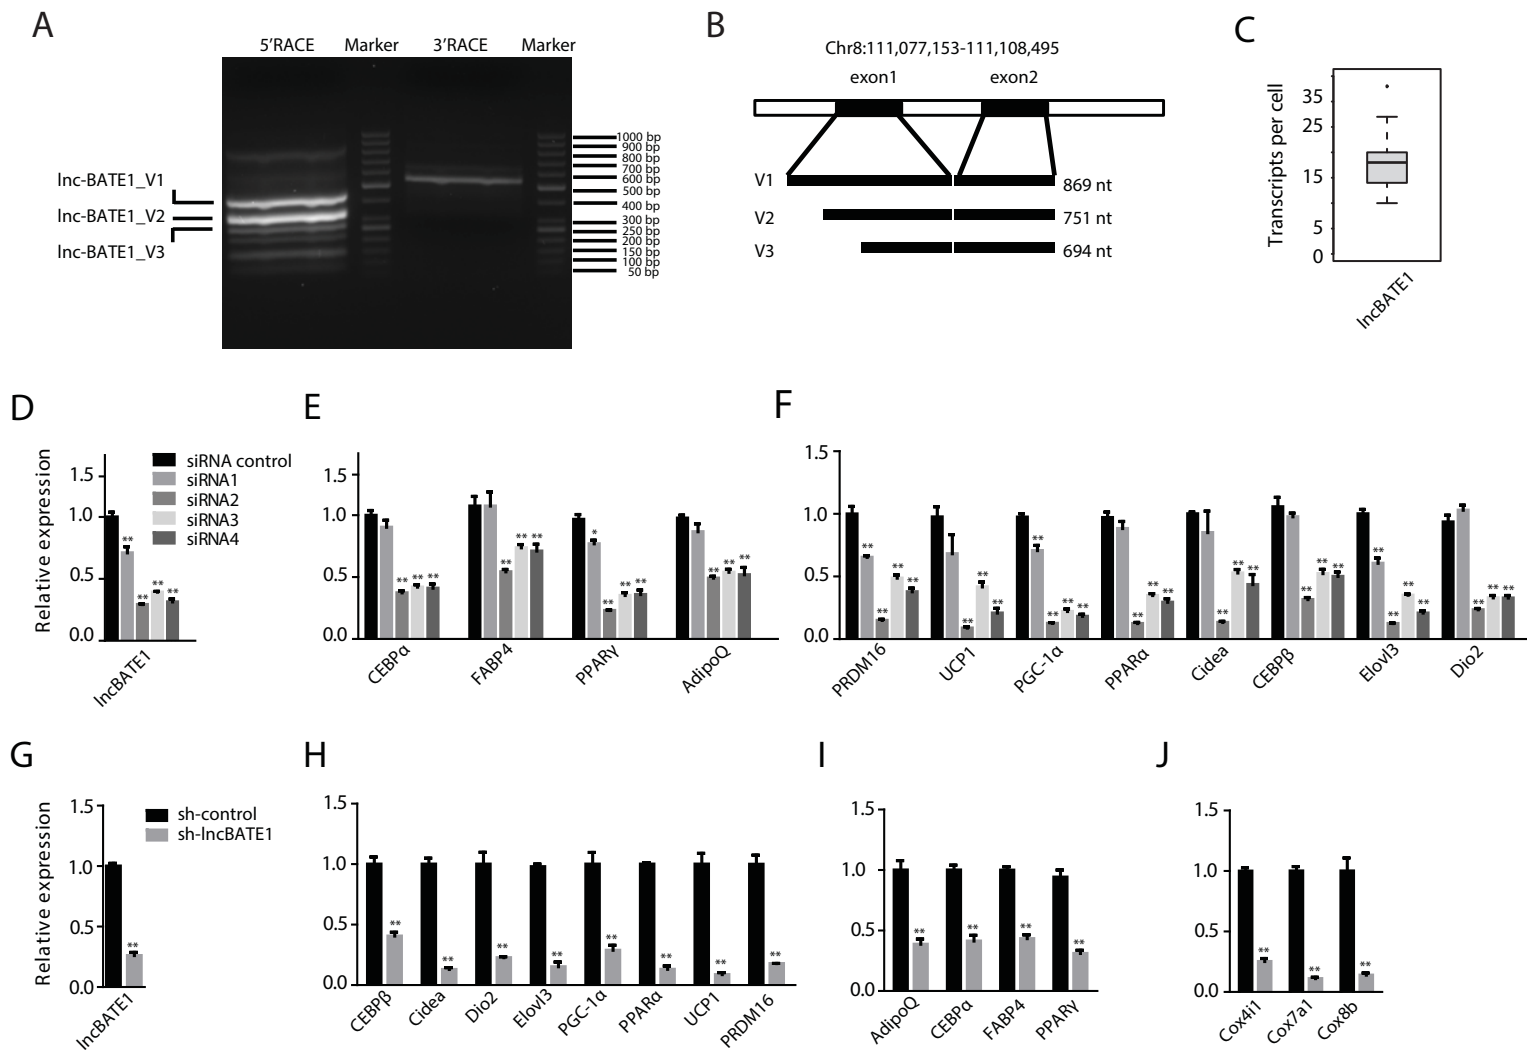 A
5'RACE Marker 3'RACE Marker
lnc-BATE1_V1
lnc-BATE1_V2
lnc-BATE1_V3
1000 bp
900 bp
800 bp
700 bp
600 bp
500 bp
400 bp
300 bp
250 bp
200 bp
150 bp
100 bp
50 bp
B
Chr8:111,077,153-111,108,495
exon1 exon2
V1 869 nt
V2 751 nt
V3 694 nt
C
Transcripts per cell
35
25
15
5
0
lncBATE1
D
Relative expression
1.5
1.0
0.5
0.0
siRNA control
siRNA1
siRNA2
siRNA3
siRNA4
** ** ** **
lncBATE1
E
1.5
1.0
0.5
0.0
** ** **
** ** **
* ** ** **
** ** **
CEBPα FABP4 PPARγ AdipoQ
F
1.5
1.0
0.5
0.0
** ** ** **
** ** **
** ** ** **
** ** **
** ** **
** ** **
** ** ** **
** ** **
PRDM16 UCP1 PGC-1α PPARα Cidea CEBPβ Elovl3 Dio2
G
Relative expression
1.5
1.0
0.5
0.0
sh-control
sh-lncBATE1
**
lncBATE1
H
1.5
1.0
0.5
0.0
** ** ** ** ** ** ** **
CEBPβ Cidea Dio2 Elovl3 PGC-1α PPARα UCP1 PRDM16
I
1.5
1.0
0.5
0.0
** ** ** **
AdipoQ CEBPα FABP4 PPARγ
J
1.5
1.0
0.5
0.0
** ** **
Cox4i1 Cox7a1 Cox8b